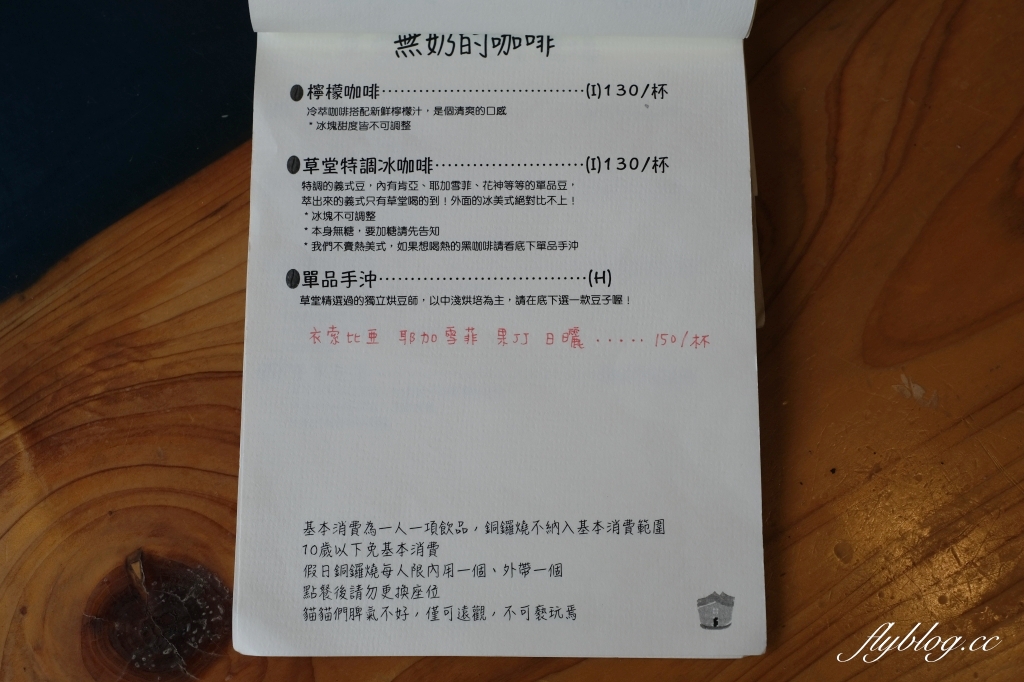 無奶的咖啡
檸檬咖啡································(I)130/杯
冷萃咖啡搭配新鮮檸檬汁，是個清爽的口感
*冰塊甜度皆不可調整
草堂特調冰咖啡························(I)130/杯
特調的義式豆，內有肯亞、耶加雪菲、花神等等的單品豆，
萃出來的義式只有草堂喝的到！外面的冰美式絕對比不上！
*冰塊不可調整
*本身無糖，要加糖請先告知
*我們不賣熱美式，如果想喝熱的黑咖啡請看底下單品手沖
單品手沖·································(H)
草堂精選過的獨立烘豆師，以中淺烘培為主，請在底下選一款豆子喔！
衣索比亞 耶加雪菲 果丁丁 日曬 ····· 150/杯
基本消費為一人一項飲品，銅鑼燒不納入基本消費範圍
10歲以下免基本消費
假日銅鑼燒每人限內用一個、外帶一個
點餐後請勿更換座位
貓貓們脾氣不好，僅可遠觀，不可褻玩焉
flyblog.cc